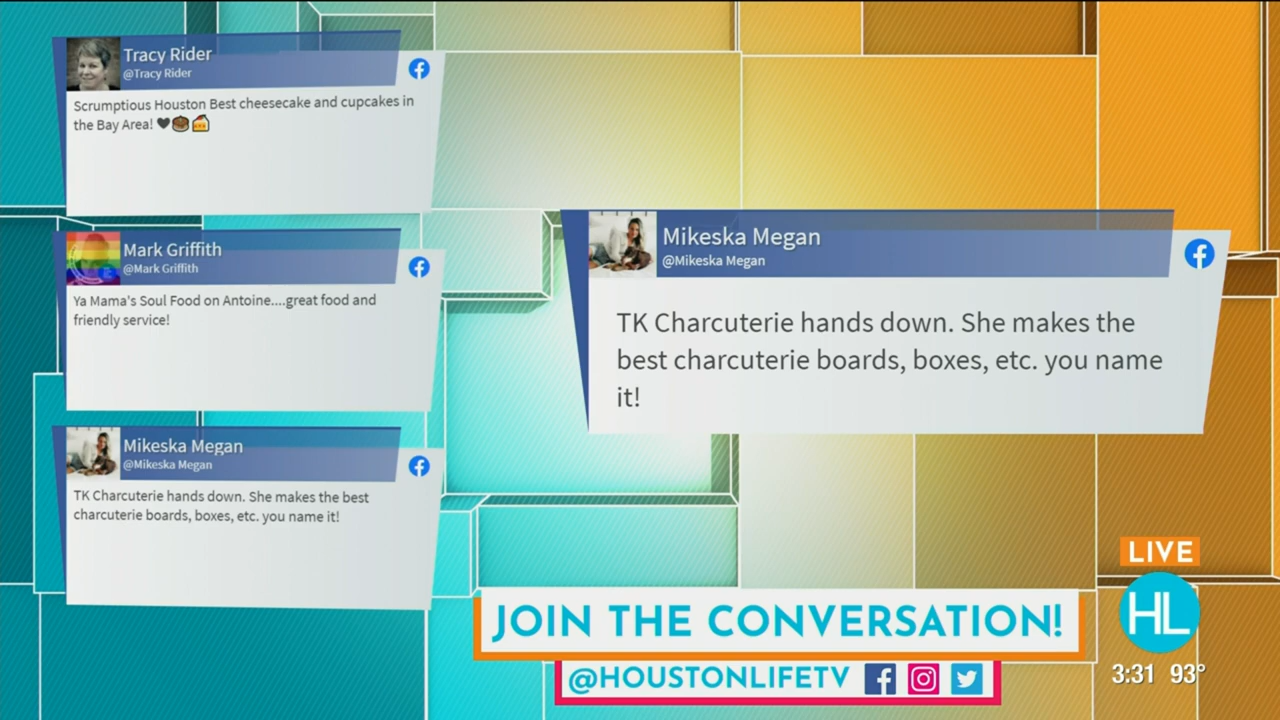 Tracy Rider
@Tracy Rider
Scrumptious Houston Best cheesecake and cupcakes in
the Bay Area! 🖤🎂🍰
Mark Griffith
@Mark Griffith
Ya Mama's Soul Food on Antoine....great food and
friendly service!
Mikeska Megan
@Mikeska Megan
TK Charcuterie hands down. She makes the best
charcuterie boards, boxes, etc. you name it!
Mikeska Megan
@Mikeska Megan
TK Charcuterie hands down. She makes the
best charcuterie boards, boxes, etc. you name
it!
JOIN THE CONVERSATION!
@HOUSTONLIFETV
LIVE
HL
3:31 93°